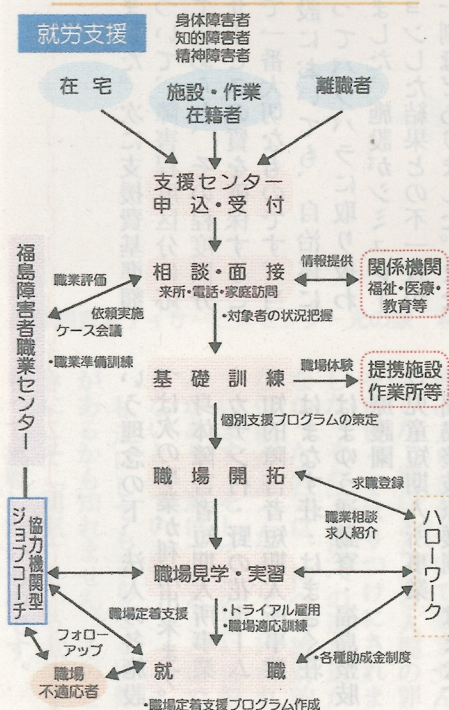 就労支援
身体障害者
知的障害者
精神障害者
在宅
施設・作業
在籍者
離職者
支援センター
申込・受付
相談・面接
来所・電話・家庭訪問
情報提供
関係機関
福祉・医療・
教育等
福島障害者職業センター
職業評価
依頼実施
ケース会議
・職業準備訓練
・対象者の状況把握
基礎訓練
職場体験
提携施設
作業所等
個別支援プログラムの策定
職場開拓
求職登録
職業相談
求人紹介
ハローワーク
協力機関型
ジョブコーチ
職場見学・実習
・トライアル雇用
・職場適応訓練
職場定着支援
フォロー
アップ
職場
不適応者
就職
・各種助成金制度
・職場定着支援プログラム作成